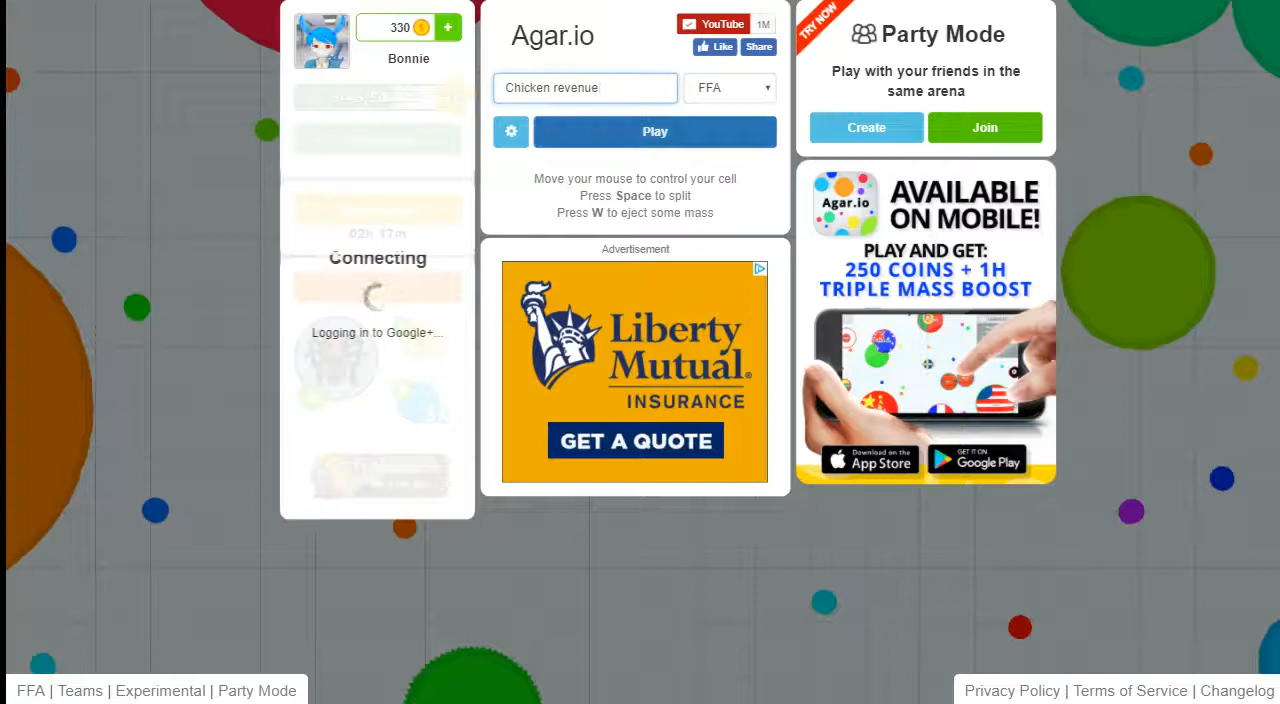 330
+
Bonnie
02h 17m
Connecting
Logging in to Google+...
Agar.io
YouTube
1M
Like
Share
Chicken revenue
FFA
Play
Move your mouse to control your cell
Press Space to split
Press W to eject some mass
Advertisement
Liberty
Mutual®
INSURANCE
GET A QUOTE
TRY NOW
Party Mode
Play with your friends in the
same arena
Create
Join
Agar.io
AVAILABLE
ON MOBILE!
PLAY AND GET:
250 COINS + 1H
TRIPLE MASS BOOST
Download on the
App Store
GET IT ON
Google Play
FFA | Teams | Experimental | Party Mode
Privacy Policy | Terms of Service | Changelog